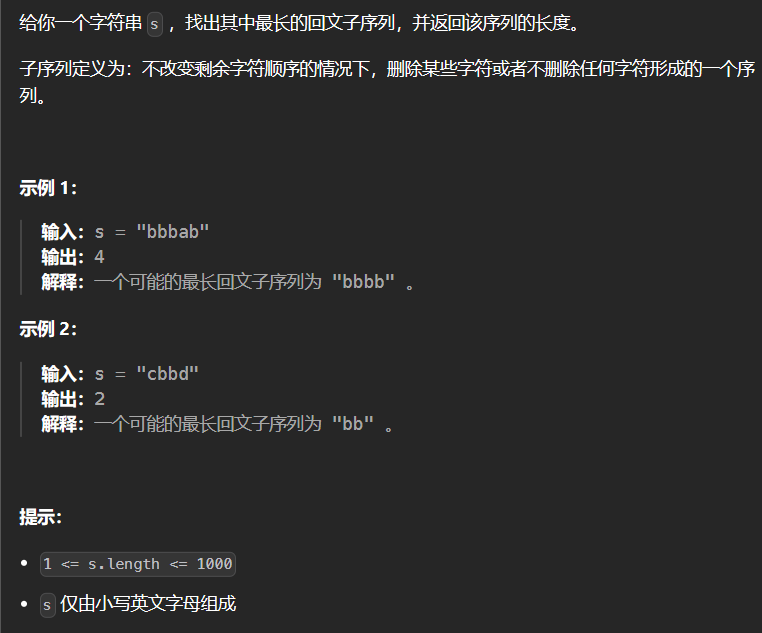 给你一个字符串 s ，找出其中最长的回文子序列，并返回该序列的长度。
子序列定义为：不改变剩余字符顺序的情况下，删除某些字符或者不删除任何字符形成的一个序
列。
示例 1：
输入：s = "bbbab"
输出：4
解释：一个可能的最长回文子序列为 "bbbb" 。
示例 2：
输入：s = "cbbd"
输出：2
解释：一个可能的最长回文子序列为 "bb" 。
提示：
• 1 <= s.length <= 1000
• s 仅由小写英文字母组成